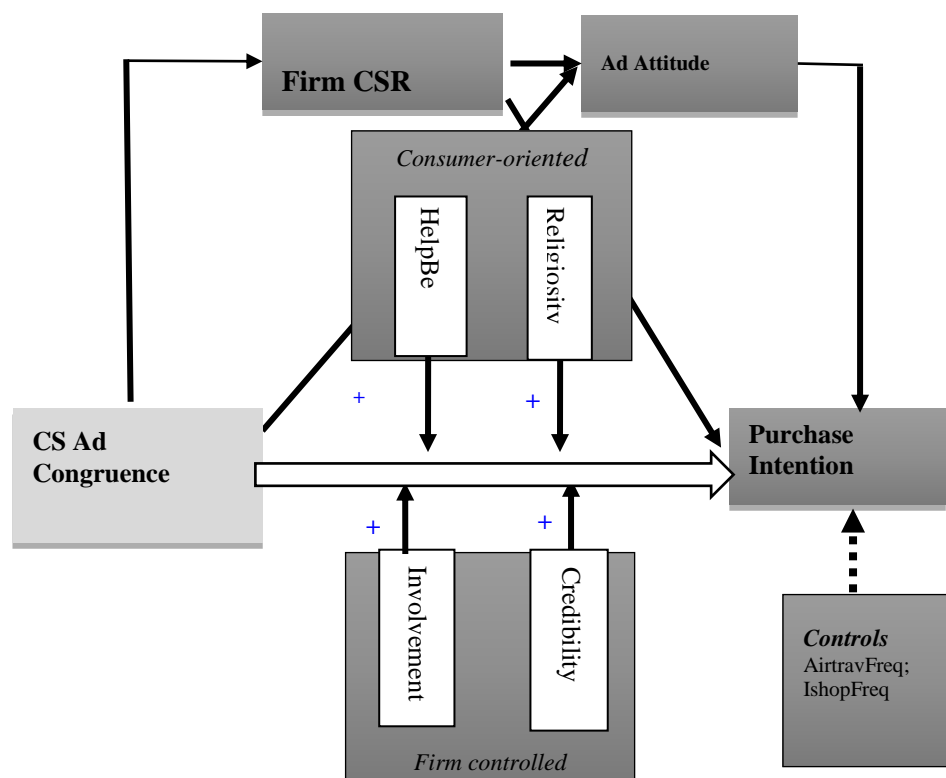 Firm CSR
Ad Attitude
Consumer-oriented
HelpBe
Religiosity
+
+
CS Ad
Congruence
Purchase
Intention
+
+
Involvement
Credibility
Controls
AirtravFreq;
IshopFreq
Firm controlled